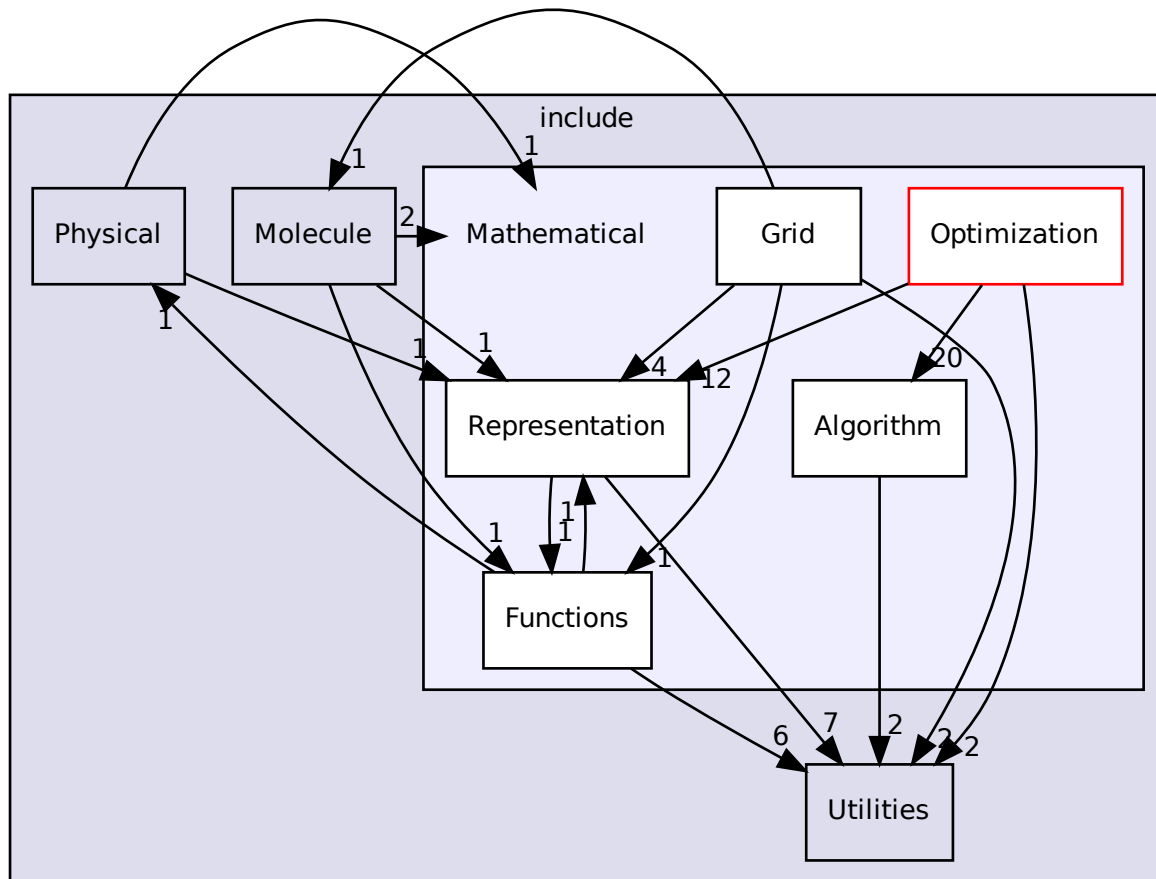 include
1
1
Physical
Molecule
2
Mathematical
Grid
Optimization
1
1
1
4
12
20
Representation
Algorithm
1
1
1
1
Functions
6
7
2
2
2
Utilities